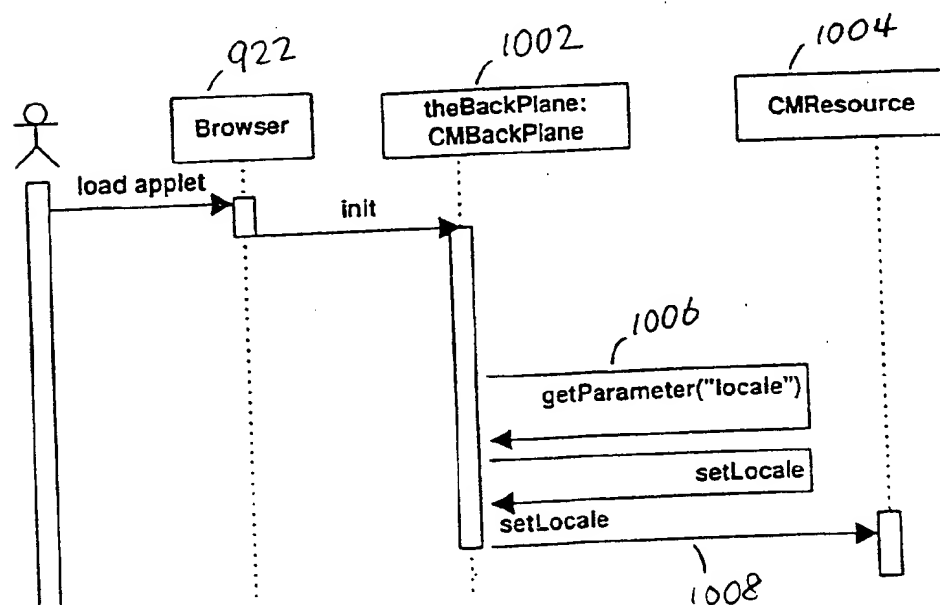 922
1002
1004
Browser
theBackPlane:
CMBackPlane
CMResource
load applet
init
1006
getParameter("locale")
setLocale
setLocale
1008